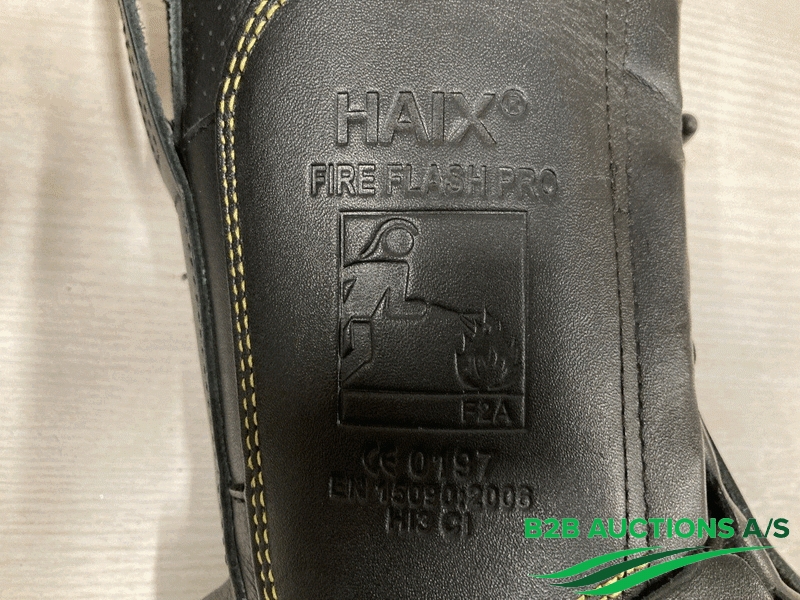 HAIX®
FIRE FLASH PRO
F2A
CE 0197
EN 15090:2006
HI3 CI
B2B AUCTIONS A/S